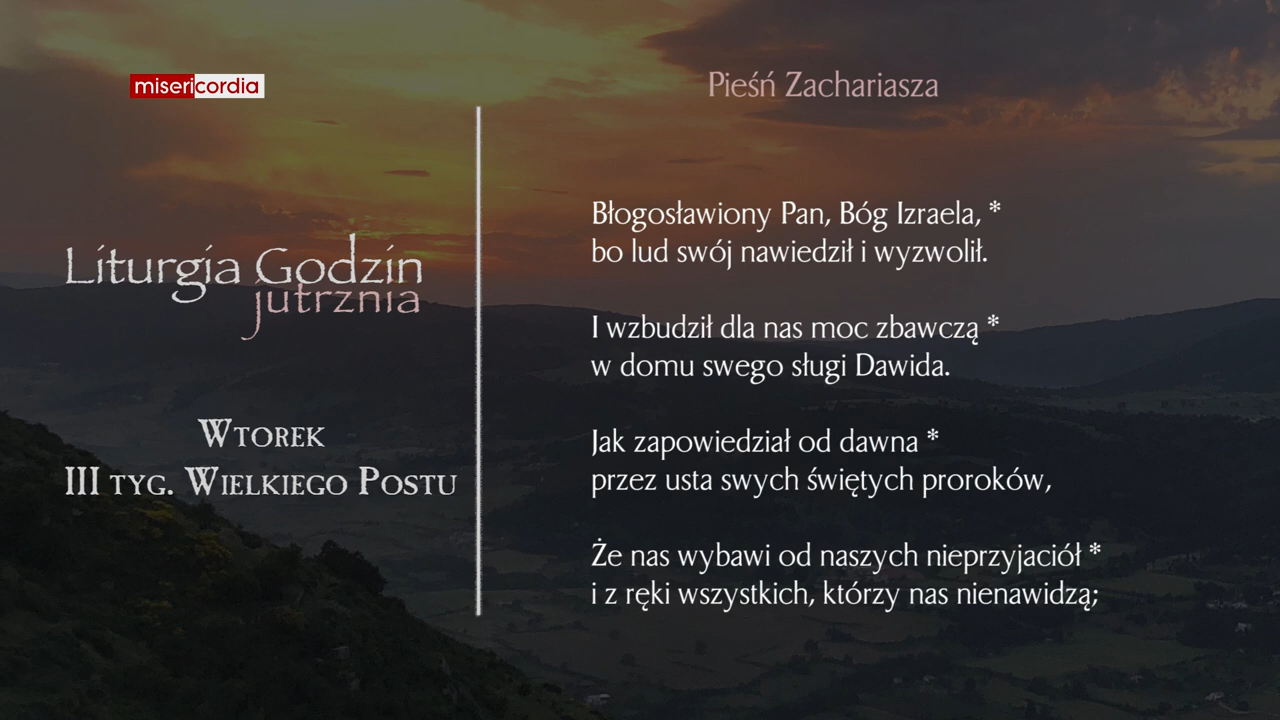 misericordia
Liturgia Godzin
jutrznia
Wtorek
III tyg. Wielkiego Postu
Pieśń Zachariasza
Błogosławiony Pan, Bóg Izraela, *
bo lud swój nawiedził i wyzwolił.
I wzbudził dla nas moc zbawczą *
w domu swego sługi Dawida.
Jak zapowiedział od dawna *
przez usta swych świętych proroków,
Że nas wybawi od naszych nieprzyjaciół *
i z ręki wszystkich, którzy nas nienawidzą;